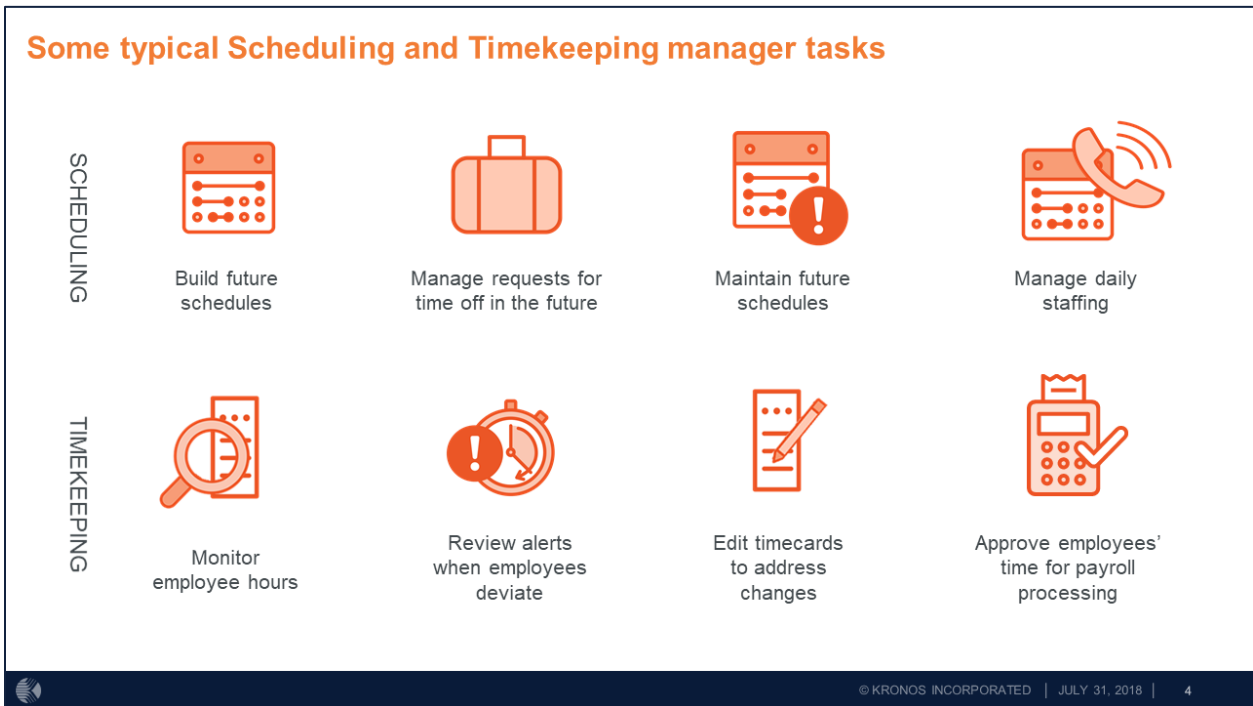 Some typical Scheduling and Timekeeping manager tasks
SCHEDULING
Build future
schedules
Manage requests for
time off in the future
Maintain future
schedules
Manage daily
staffing
TIMEKEEPING
Monitor
employee hours
Review alerts
when employees
deviate
Edit timecards
to address
changes
Approve employees’
time for payroll
processing
© KRONOS INCORPORATED | JULY 31, 2018 | 4